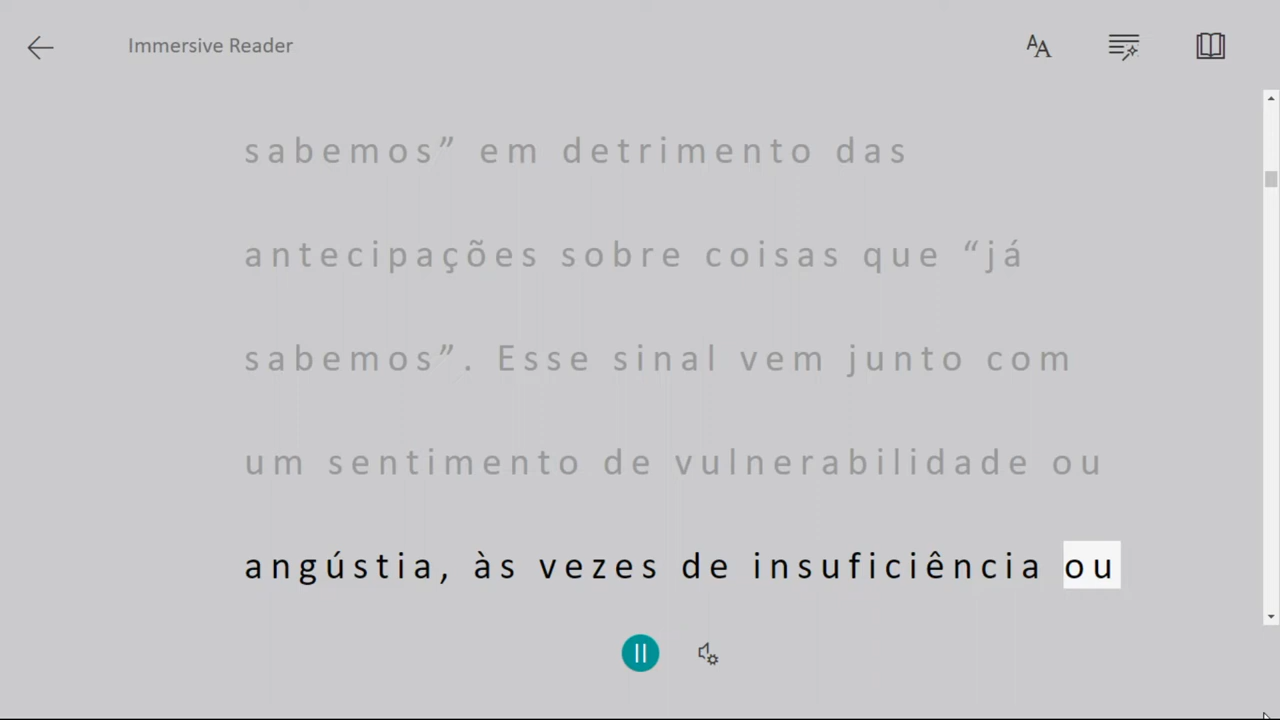 Immersive Reader
sabemos” em detrimento das
antecipações sobre coisas que “já
sabemos”. Esse sinal vem junto com
um sentimento de vulnerabilidade ou
angústia, às vezes de insuficiência ou